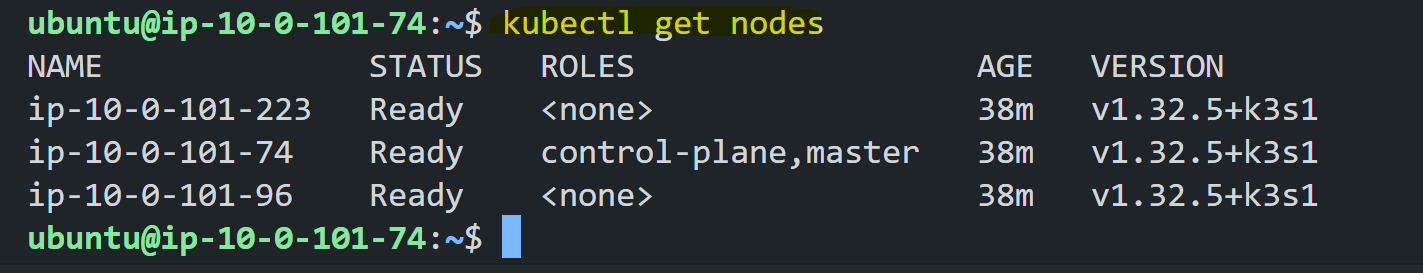 ubuntu@ip-10-0-101-74:~$ kubectl get nodes
NAME STATUS ROLES AGE VERSION
ip-10-0-101-223 Ready <none> 38m v1.32.5+k3s1
ip-10-0-101-74 Ready control-plane,master 38m v1.32.5+k3s1
ip-10-0-101-96 Ready <none> 38m v1.32.5+k3s1
ubuntu@ip-10-0-101-74:~$